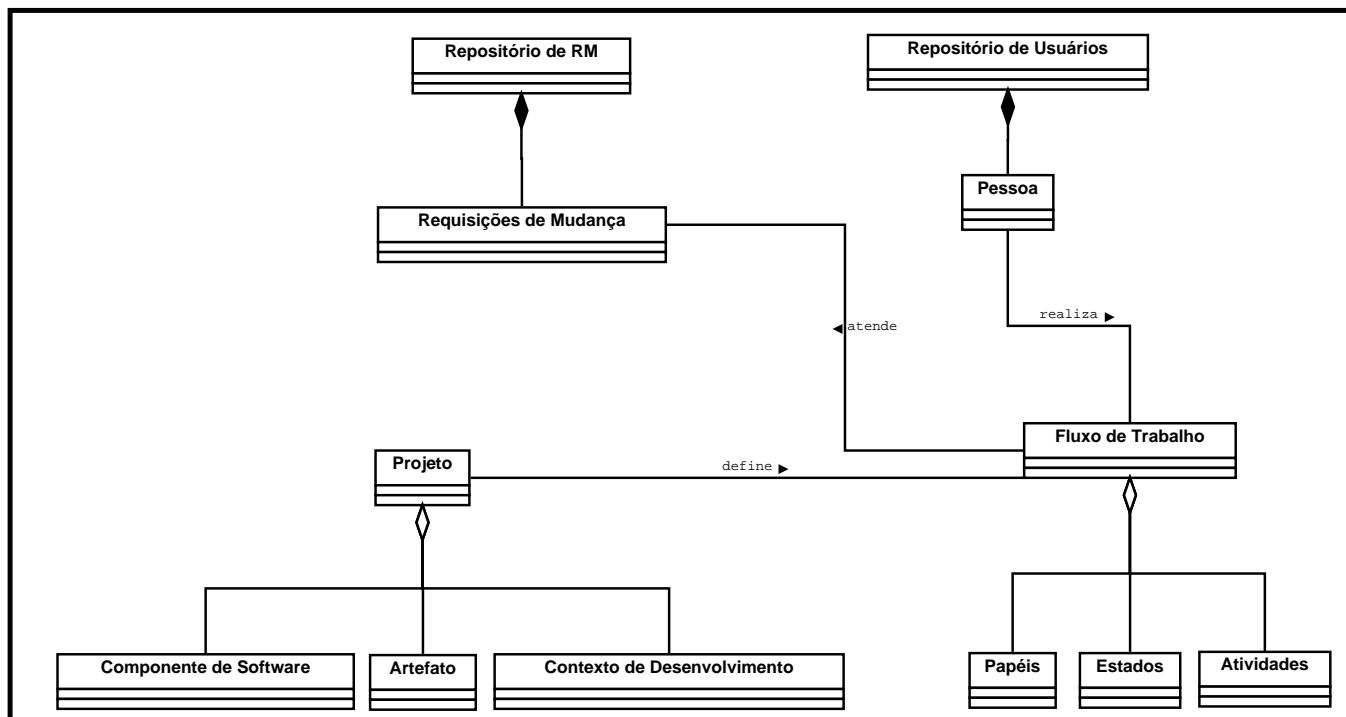 Repositório de RM
Repositório de Usuários
Pessoa
Requisições de Mudança
realiza
atende
Fluxo de Trabalho
Projeto
define
Componente de Software
Artefato
Contexto de Desenvolvimento
Papéis
Estados
Atividades